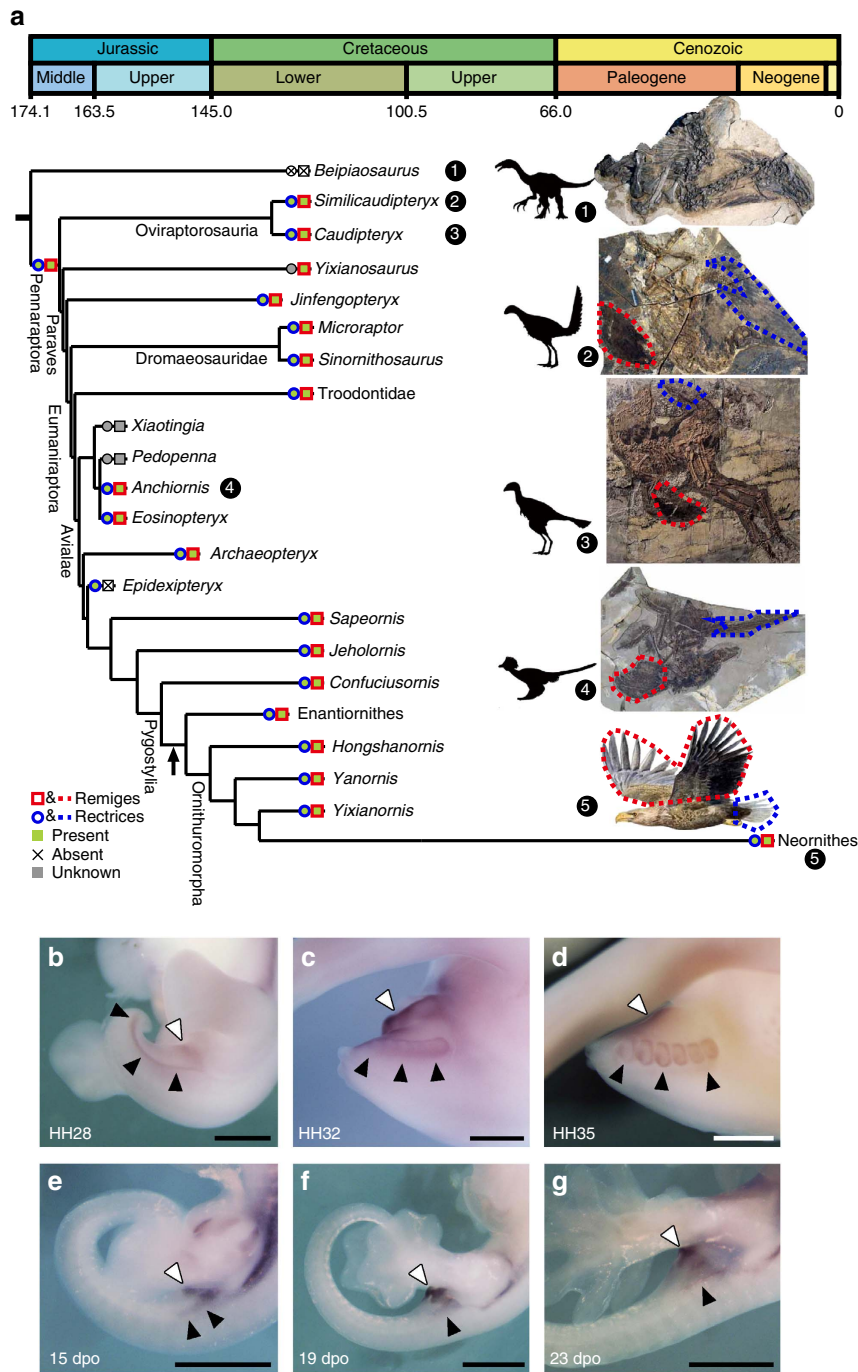 a
Jurassic Cretaceous Cenozoic
Middle Upper Lower Upper Paleogene Neogene
174.1 163.5 145.0 100.5 66.0 0
Beipiaosaurus 1
Similicaudipteryx 2
Oviraptorosauria
Caudipteryx 3
Yixianosaurus
Pennaraptora
Jinfengopteryx
Paraves
Microraptor
Dromaeosauridae
Sinornithosaurus
Troodontidae
Eumaniraptora
Xiaotingia
Pedopenna
Anchiornis 4
Eosinopteryx
Avialae
Archaeopteryx
Epidexipteryx
Sapeornis
Jeholornis
Confuciusornis
Pygostylia
Enantiornithes
Hongshanornis
Ornithuromorpha
Yanornis
Yixianornis
Neornithes
5
1
2
3
4
5
& Remiges
& Rectrices
Present
Absent
Unknown
b
HH28
c
HH32
d
HH35
e
15 dpo
f
19 dpo
g
23 dpo